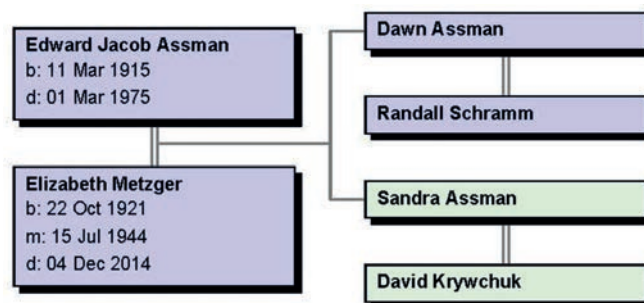 Edward Jacob Assman
b: 11 Mar 1915
d: 01 Mar 1975
Elizabeth Metzger
b: 22 Oct 1921
m: 15 Jul 1944
d: 04 Dec 2014
Dawn Assman
Randall Schramm
Sandra Assman
David Krywchuk